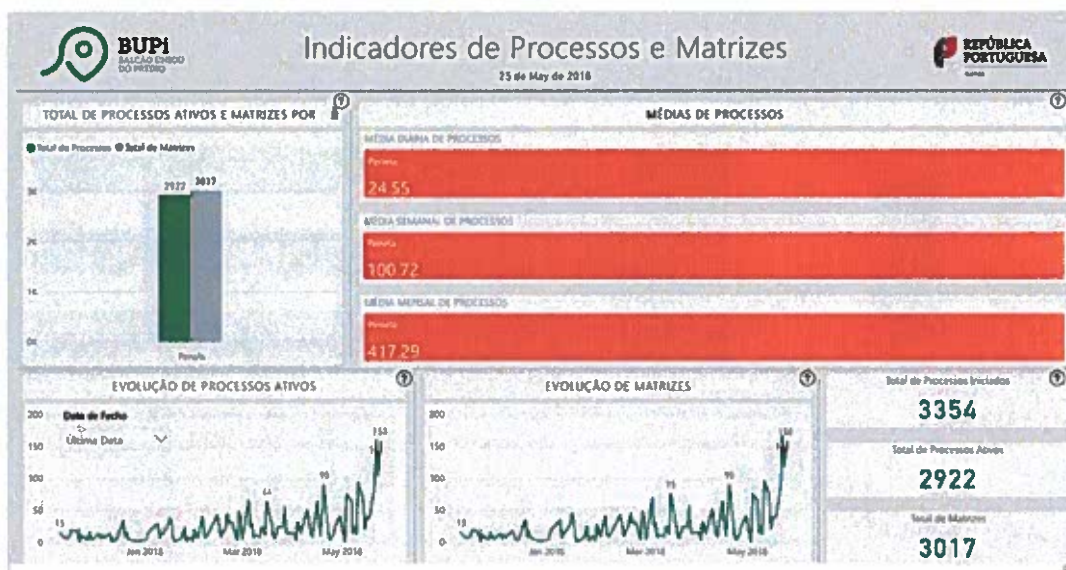 BUPi
BALCÃO ÚNICO
DO PRÉDIO
Indicadores de Processos e Matrizes
25 de May de 2018
REPÚBLICA
PORTUGUESA
TOTAL DE PROCESSOS ATIVOS E MATRIZES POR
Total de Processos Total de Matrizes
2922 3017
Penela
MÉDIAS DE PROCESSOS
MÉDIA DIÁRIA DE PROCESSOS
Penela
24.55
MÉDIA SEMANAL DE PROCESSOS
Penela
100.72
MÉDIA MENSAL DE PROCESSOS
Penela
417.29
EVOLUÇÃO DE PROCESSOS ATIVOS
Data de Fecho
Última Data
200
150
100
50
0
15
64
90
153
Jan 2018 Mar 2018 May 2018
EVOLUÇÃO DE MATRIZES
200
150
100
50
0
75
95
Jan 2018 Mar 2018 May 2018
Total de Processos Iniciados
3354
Total de Processos Ativos
2922
Total de Matrizes
3017